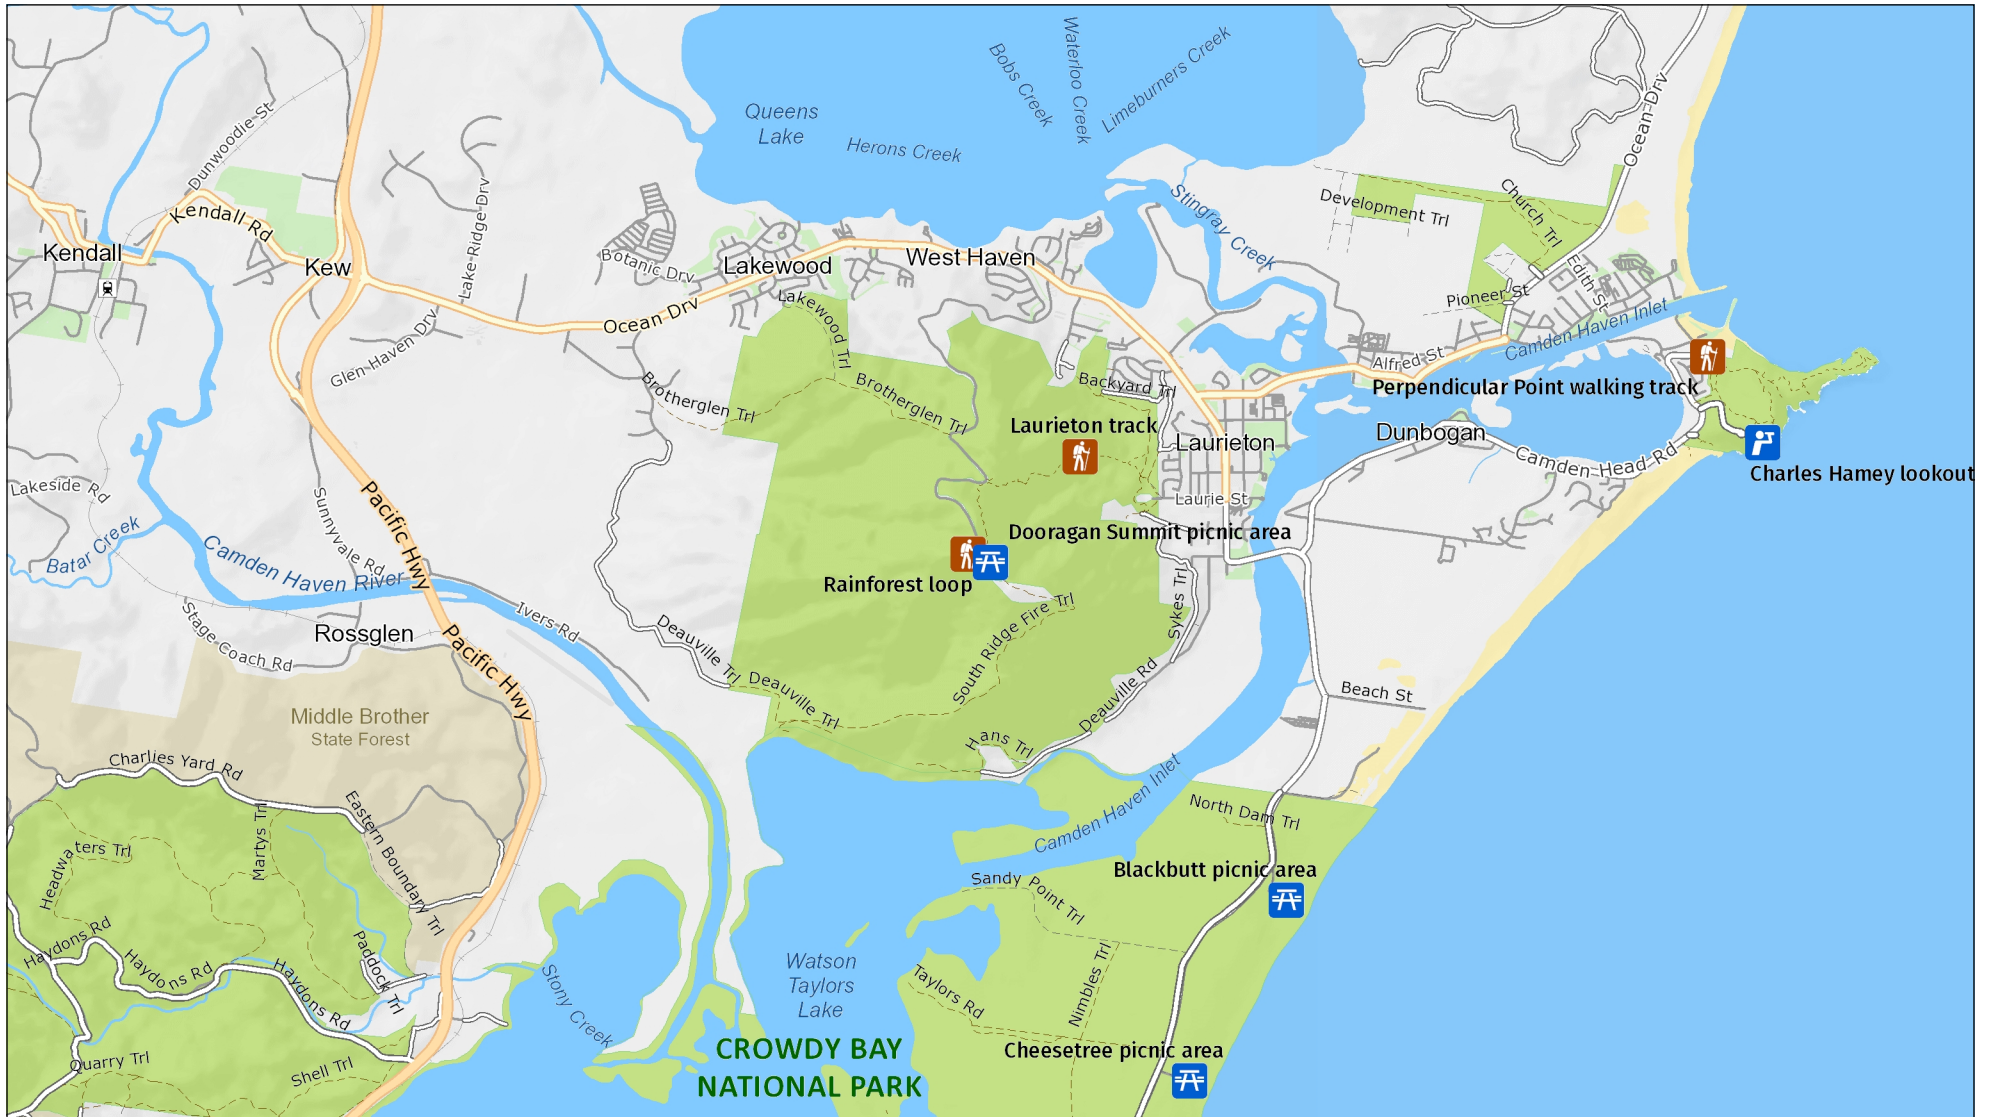 Bobs Creek
Waterloo Creek
Limeburners Creek
Queens
Lake
Herons Creek
Ocean Drv
Dunwoodie St
Kendall Rd
Kendall
Kew
Lake Ridge Drv
Botanic Drv
Lakewood
West Haven
Stingray Creek
Development Trl
Church Trl
Edith St
Pioneer St
Camden Haven Inlet
Ocean Drv
Glen Haven Drv
Lakewood Trl
Brotherglen Trl
Brotherglen Trl
Backyard Trl
Alfred St
Perpendicular Point walking track
Laurieton track
Laurieton
Dunbogan
Camden Head Rd
Charles Hamey lookout
Lakeside Rd
Batar Creek
Sunnyvale Rd
Pacific Hwy
Camden Haven River
Laurie St
Dooragan Summit picnic area
Rainforest loop
South Ridge Fire Trl
Sykes Trl
Ivers Rd
Rossglen
Stage Coach Rd
Pacific Hwy
Deauville Trl
Deauville Trl
Deauville Rd
Hans Trl
Beach St
Middle Brother
State Forest
Charlies Yard Rd
Martys Trl
Eastern Boundary Trl
Headwaters Trl
Camden Haven Inlet
North Dam Trl
Blackbutt picnic area
Sandy Point Trl
Haydons Rd
Haydons Rd
Haydons Rd
Paddock Trl
Stony Creek
Watson
Taylors
Lake
Taylors Rd
Nimbles Trl
Cheesetree picnic area
Quarry Trl
Shell Trl
CROWDY BAY
NATIONAL PARK